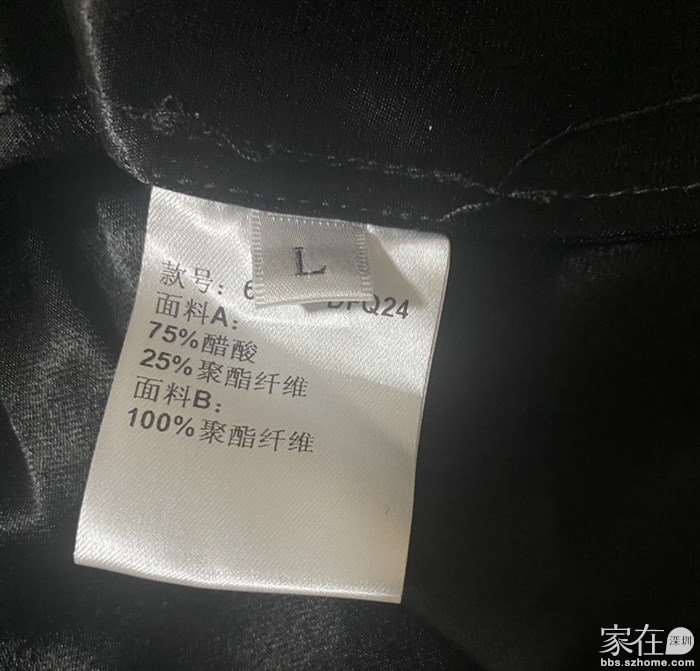 L
款号：6 DFQ24
面料A：
75%醋酸
25%聚酯纤维
面料B：
100%聚酯纤维
家在深圳
bbs.szhome.com